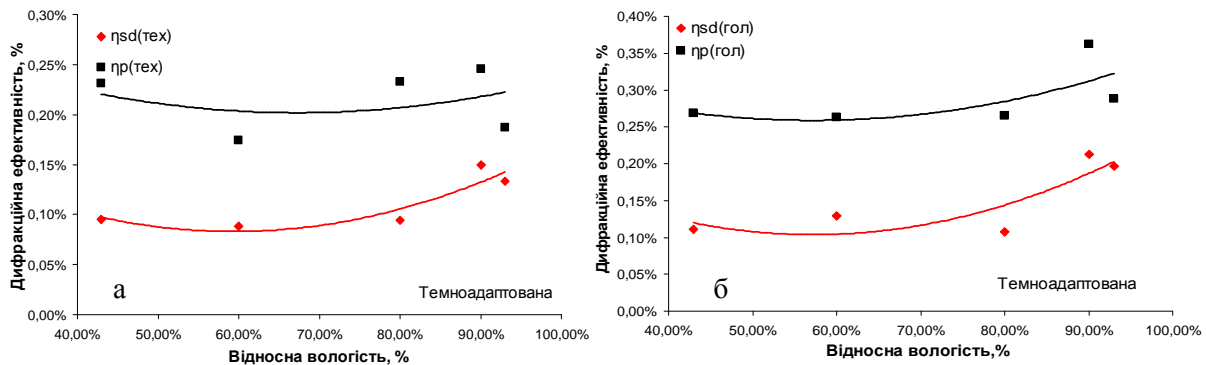 Дифракційна ефективність, %
0,30%
0,25%
0,20%
0,15%
0,10%
0,05%
0,00%
ηsd(тех)
ηp(тех)
а
Темноадаптована
40,00% 50,00% 60,00% 70,00% 80,00% 90,00% 100,00%
Відносна вологість, %
Дифракційна ефективність, %
0,40%
0,35%
0,30%
0,25%
0,20%
0,15%
0,10%
0,05%
0,00%
ηsd(гол)
ηp(гол)
б
Темноадаптована
40,00% 50,00% 60,00% 70,00% 80,00% 90,00% 100,00%
Відносна вологість,%